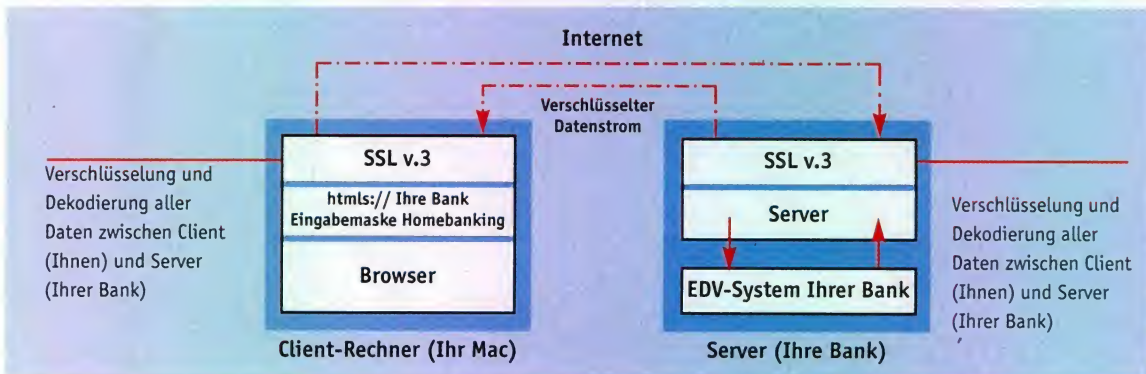 Internet
Verschlüsselter
Datenstrom
Verschlüsselung und
Dekodierung aller
Daten zwischen Client
(Ihnen) und Server
(Ihrer Bank)
SSL v.3
htmls:// Ihre Bank
Eingabemaske Homebanking
Browser
Client-Rechner (Ihr Mac)
SSL v.3
Server
EDV-System Ihrer Bank
Server (Ihre Bank)
Verschlüsselung und
Dekodierung aller
Daten zwischen Client
(Ihnen) und Server
(Ihrer Bank)